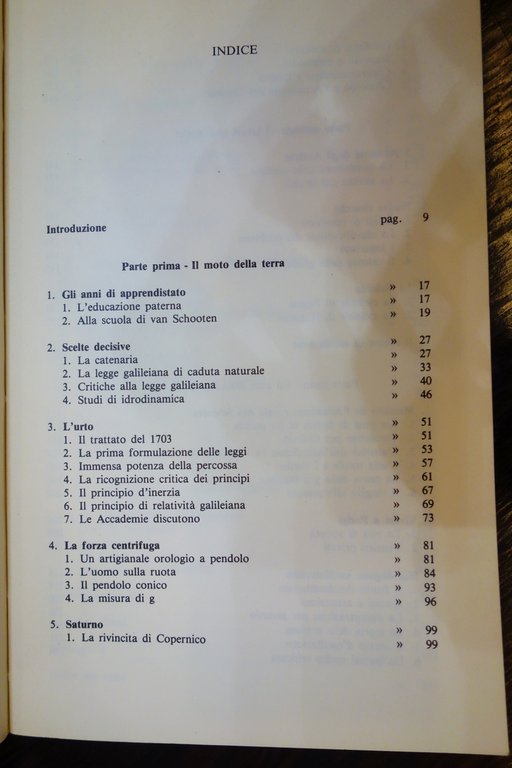 INDICE
Introduzione pag. 9
Parte prima - Il moto della terra
1. Gli anni di apprendistato » 17
1. L'educazione paterna » 17
2. Alla scuola di van Schooten » 19
2. Scelte decisive » 27
1. La catenaria » 27
2. La legge galileiana di caduta naturale » 33
3. Critiche alla legge galileiana » 40
4. Studi di idrodinamica » 46
3. L'urto » 51
1. Il trattato del 1703 » 51
2. La prima formulazione delle leggi » 53
3. Immensa potenza della percossa » 57
4. La ricognizione critica dei principi » 61
5. Il principio d'inerzia » 67
6. Il principio di relatività galileiana » 69
7. Le Accademie discutono » 73
4. La forza centrifuga » 81
1. Un artigianale orologio a pendolo » 81
2. L'uomo sulla ruota » 84
3. Il pendolo conico » 93
4. La misura di g » 96
5. Saturno » 99
1. La rivincita di Copernico » 99